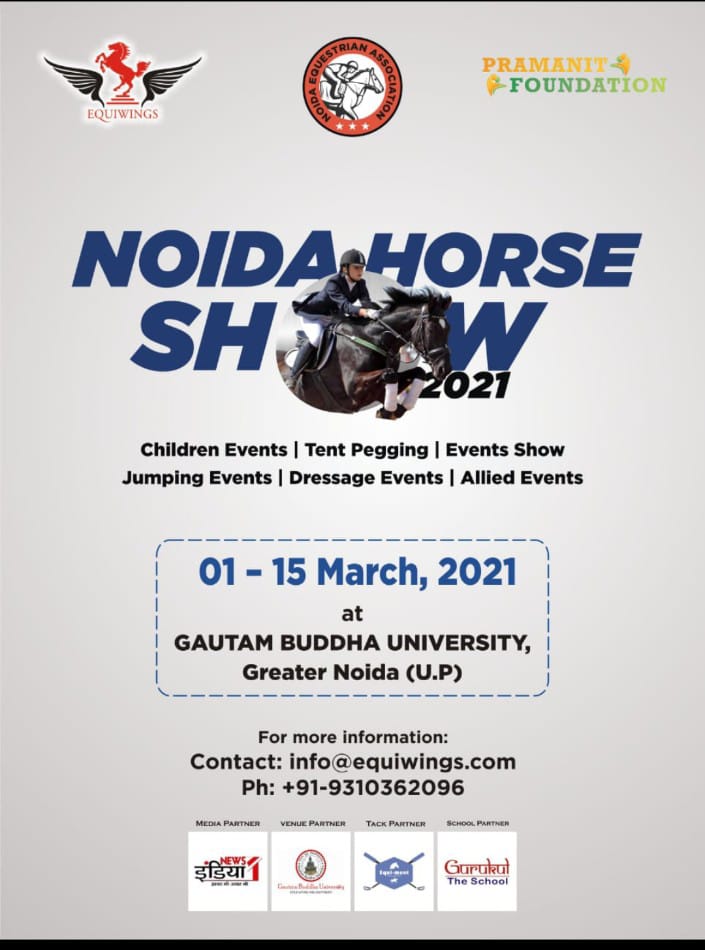 EQUIWINGS
NOIDA EQUESTRIAN ASSOCIATION
PRAMANIT
FOUNDATION
NOIDA HORSE
SHOW
2021
Children Events | Tent Pegging | Events Show
Jumping Events | Dressage Events | Allied Events
01 – 15 March, 2021
at
GAUTAM BUDDHA UNIVERSITY,
Greater Noida (U.P)
For more information:
Contact: info@equiwings.com
Ph: +91-9310362096
MEDIA PARTNER
VENUE PARTNER
TACK PARTNER
SCHOOL PARTNER
NEWS
इंडिया 1
Gautam Buddha University
Equi-ment
Gurukul
The School